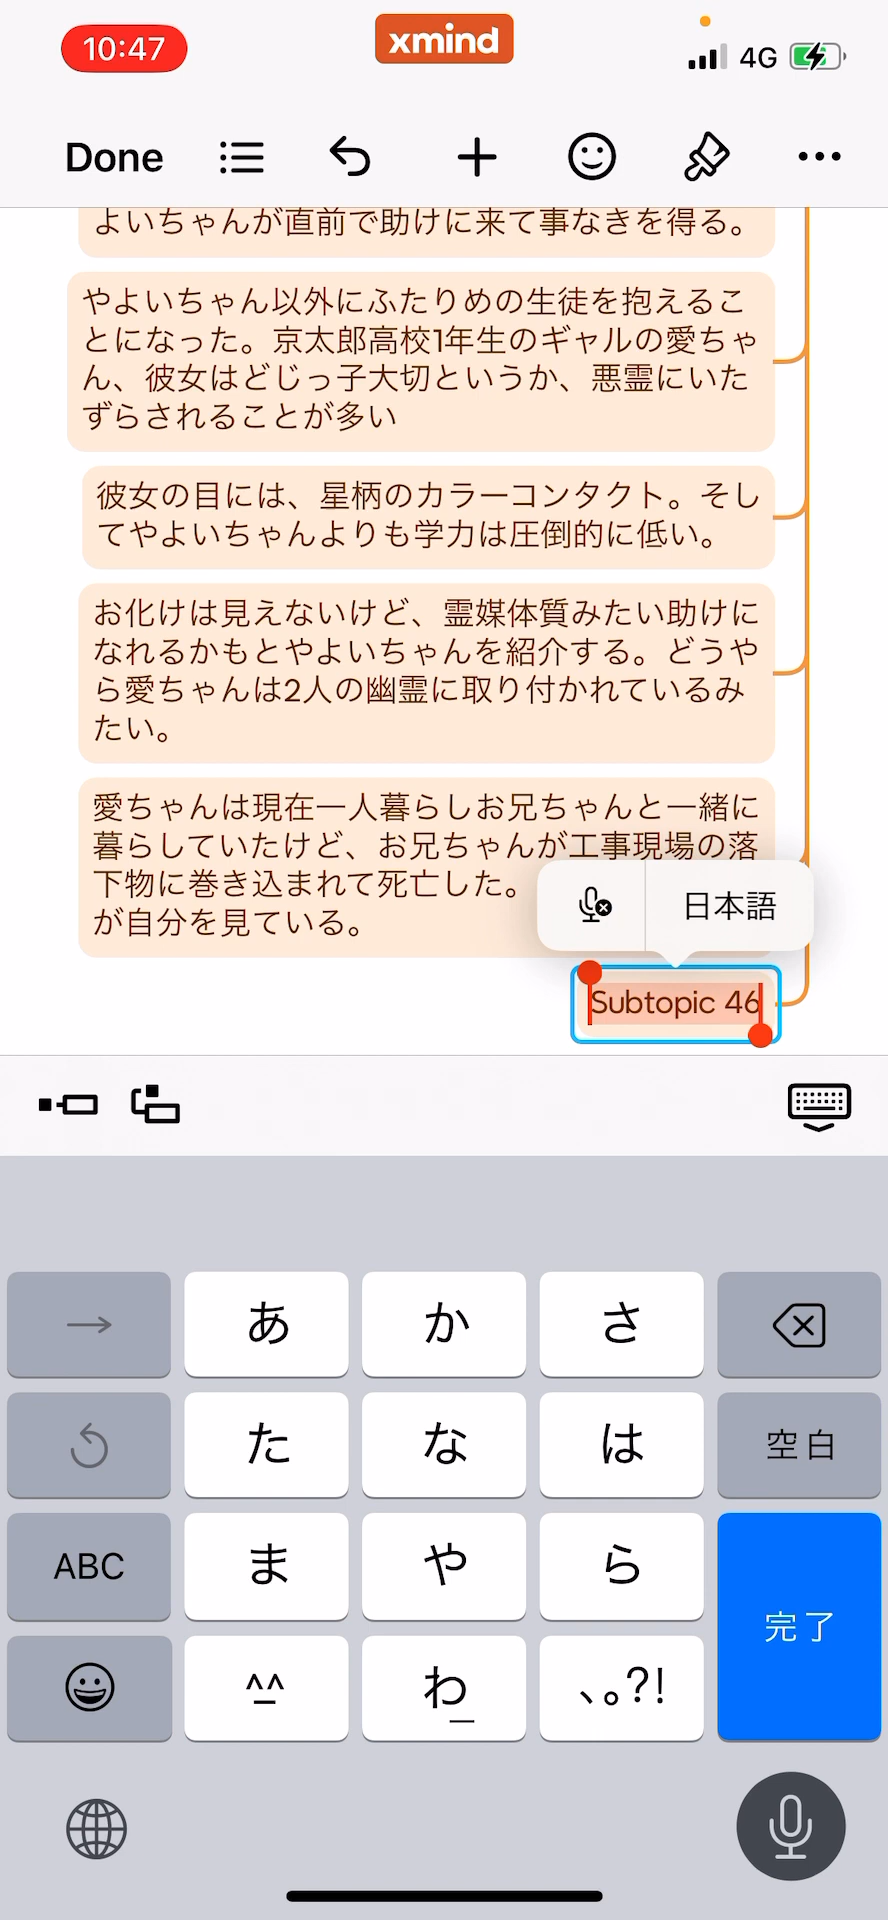 10:47
xmind
4G
Done
よいちゃんが直前で助けに来て事なきを得る。
やよいちゃん以外にふたりめの生徒を抱えるこ
とになった。京太郎高校1年生のギャルの愛ちゃ
ん、彼女はどじっ子大切というか、悪霊にいた
ずらされることが多い
彼女の目には、星柄のカラーコンタクト。そし
てやよいちゃんよりも学力は圧倒的に低い。
お化けは見えないけど、霊媒体質みたい助けに
なれるかもとやよいちゃんを紹介する。どうや
ら愛ちゃんは2人の幽霊に取り付かれているみ
たい。
愛ちゃんは現在一人暮らしお兄ちゃんと一緒に
暮らしていたけど、お兄ちゃんが工事現場の落
下物に巻き込まれて死亡した。
が自分を見ている。
日本語
Subtopic 46
→ あ か さ
た な は 空白
ABC ま や ら
完了
^^ わ 、。?!